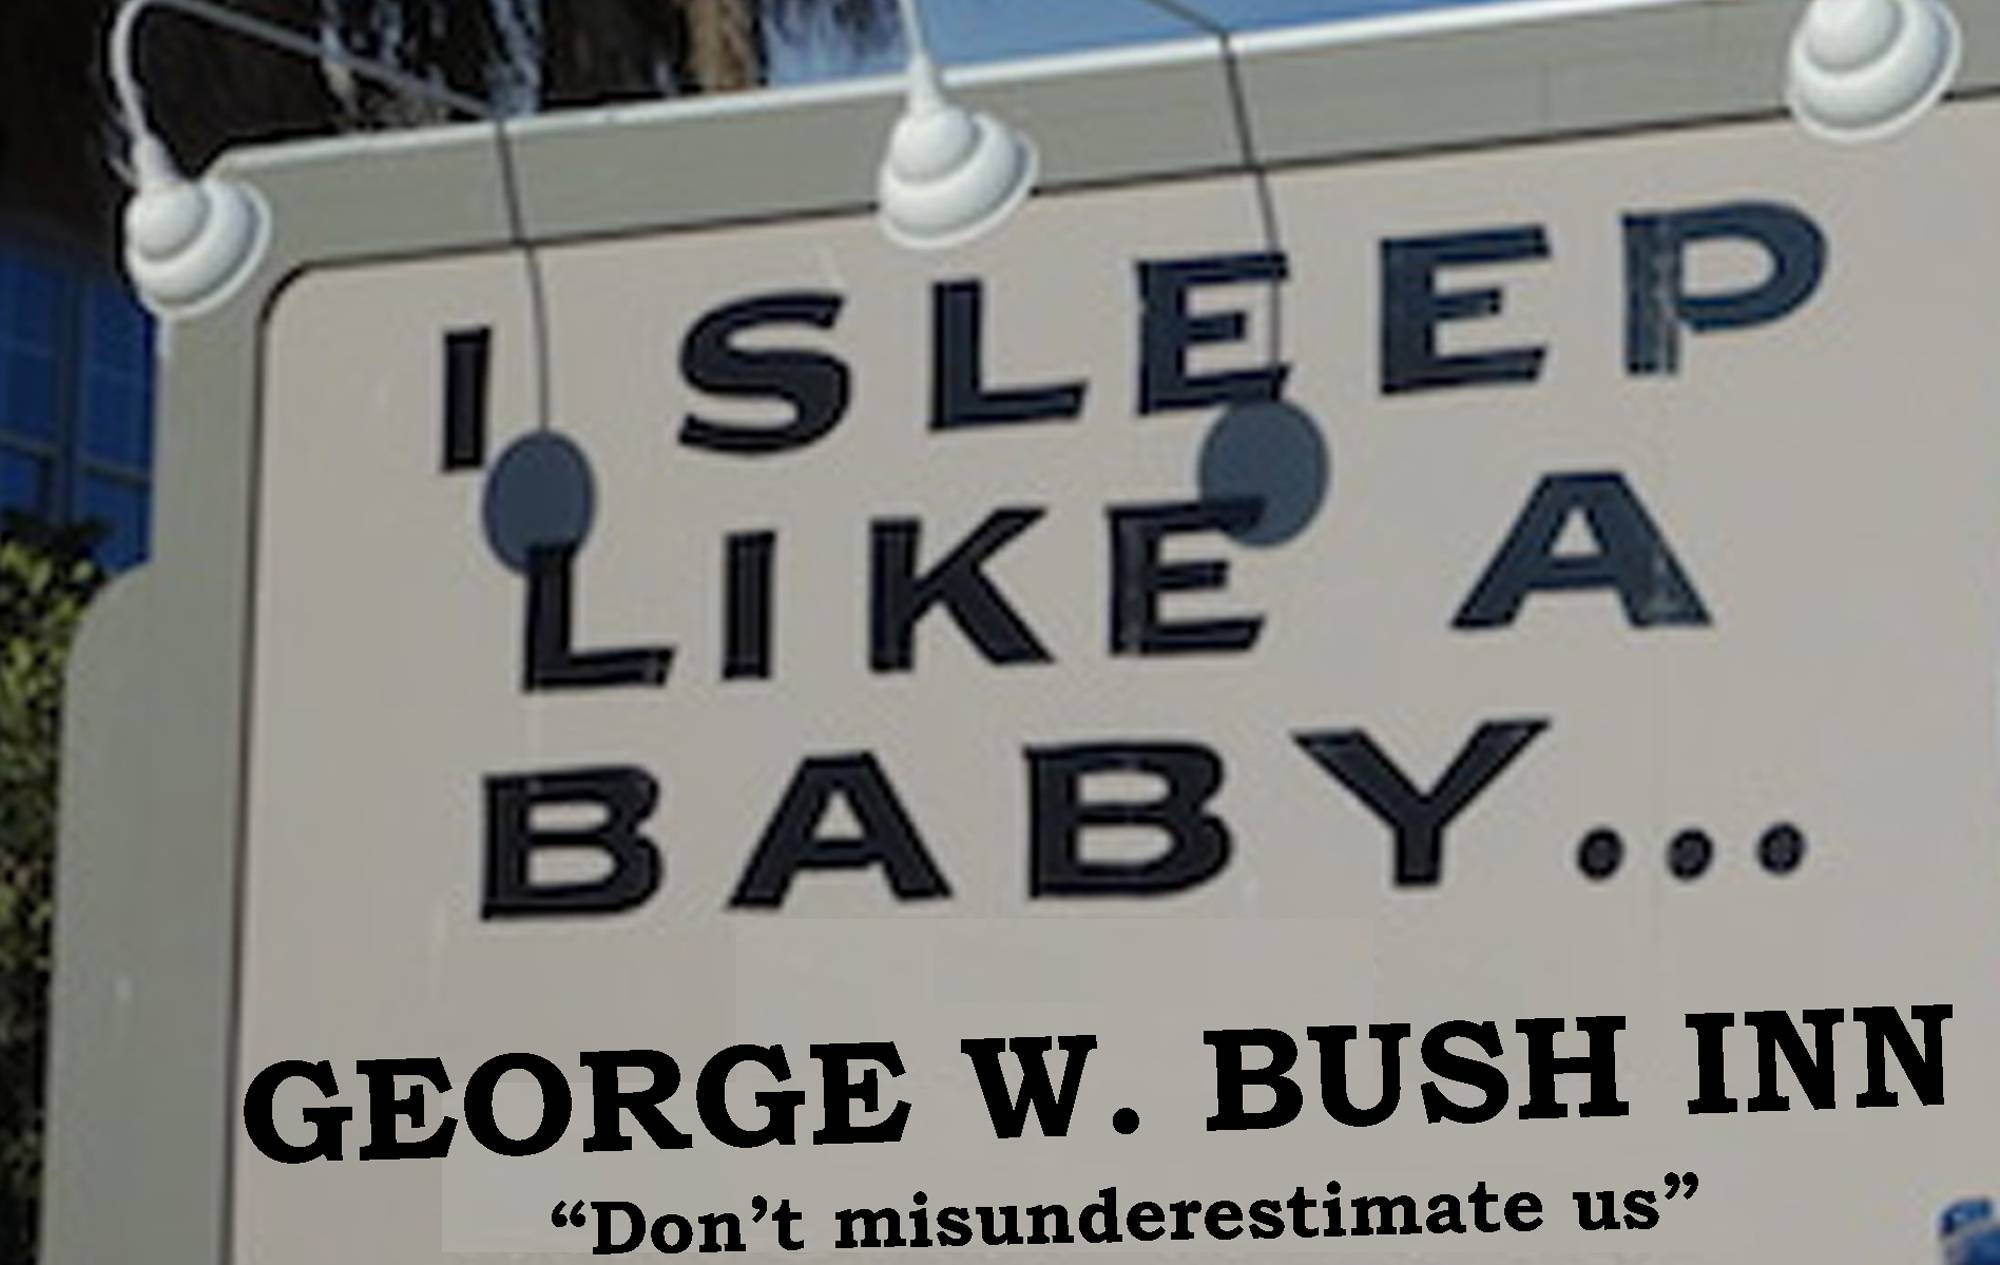 I SLEEP
LIKE A
BABY...
GEORGE W. BUSH INN
“Don’t misunderestimate us”